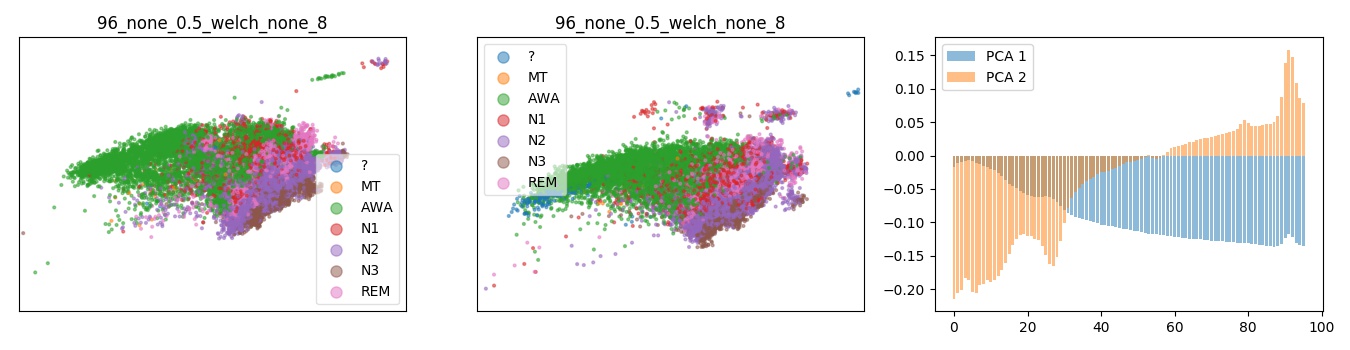 96_none_0.5_welch_none_8
?
MT
AWA
N1
N2
N3
REM
96_none_0.5_welch_none_8
?
MT
AWA
N1
N2
N3
REM
PCA 1
PCA 2
0.15
0.10
0.05
0.00
−0.05
−0.10
−0.15
−0.20
0 20 40 60 80 100